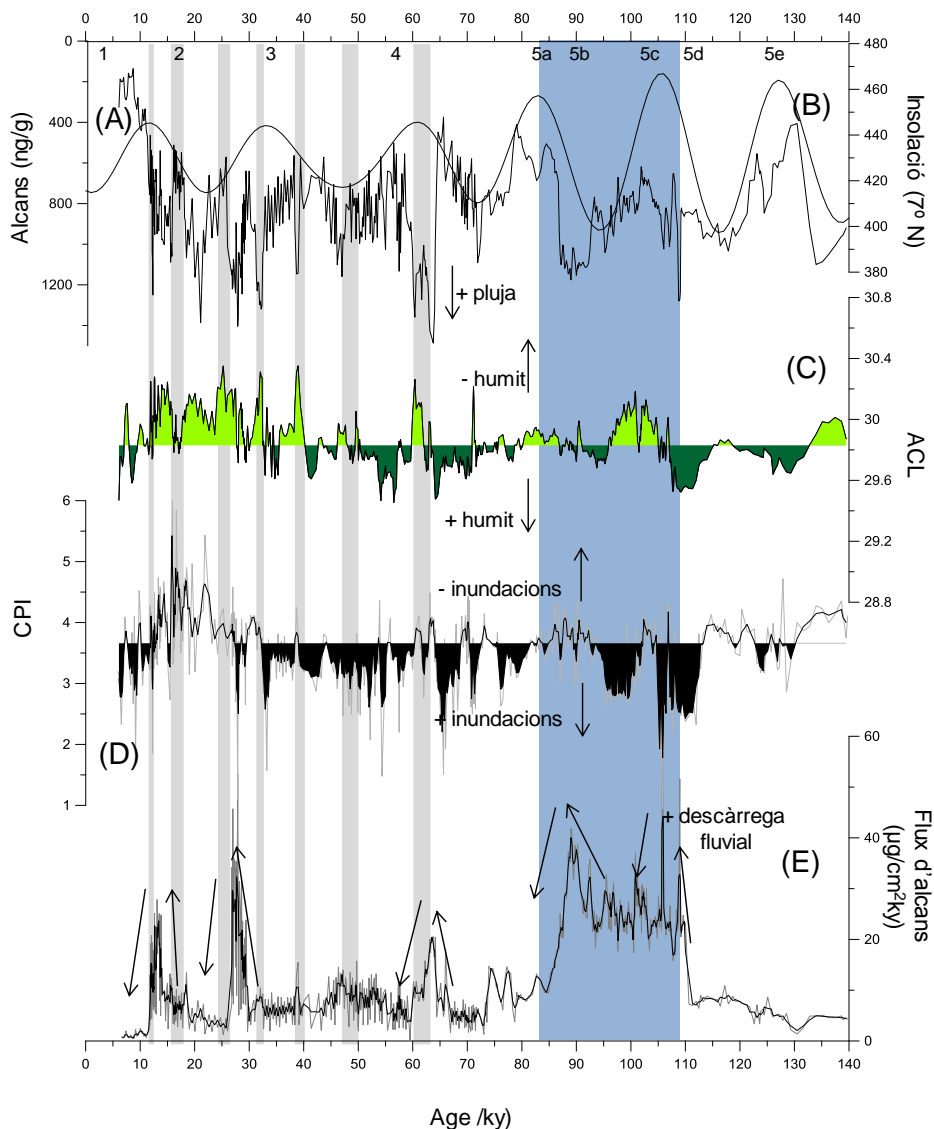 0 10 20 30 40 50 60 70 80 90 100 110 120 130 140
1 2 3 4 5a 5b 5c 5d 5e
0
400
800
1200
Alcans (ng/g)
(A)
(B)
480
460
440
420
400
380
Insolació (7º N)
+ pluja
30.8
30.4
30
29.6
29.2
28.8
ACL
(C)
- humit
+ humit
6
5
4
3
2
1
CPI
(D)
- inundacions
+ inundacions
60
40
20
0
Flux d'alcans
(µg/cm²ky)
+ descàrrega
fluvial
(E)
0 10 20 30 40 50 60 70 80 90 100 110 120 130 140
Age /ky)